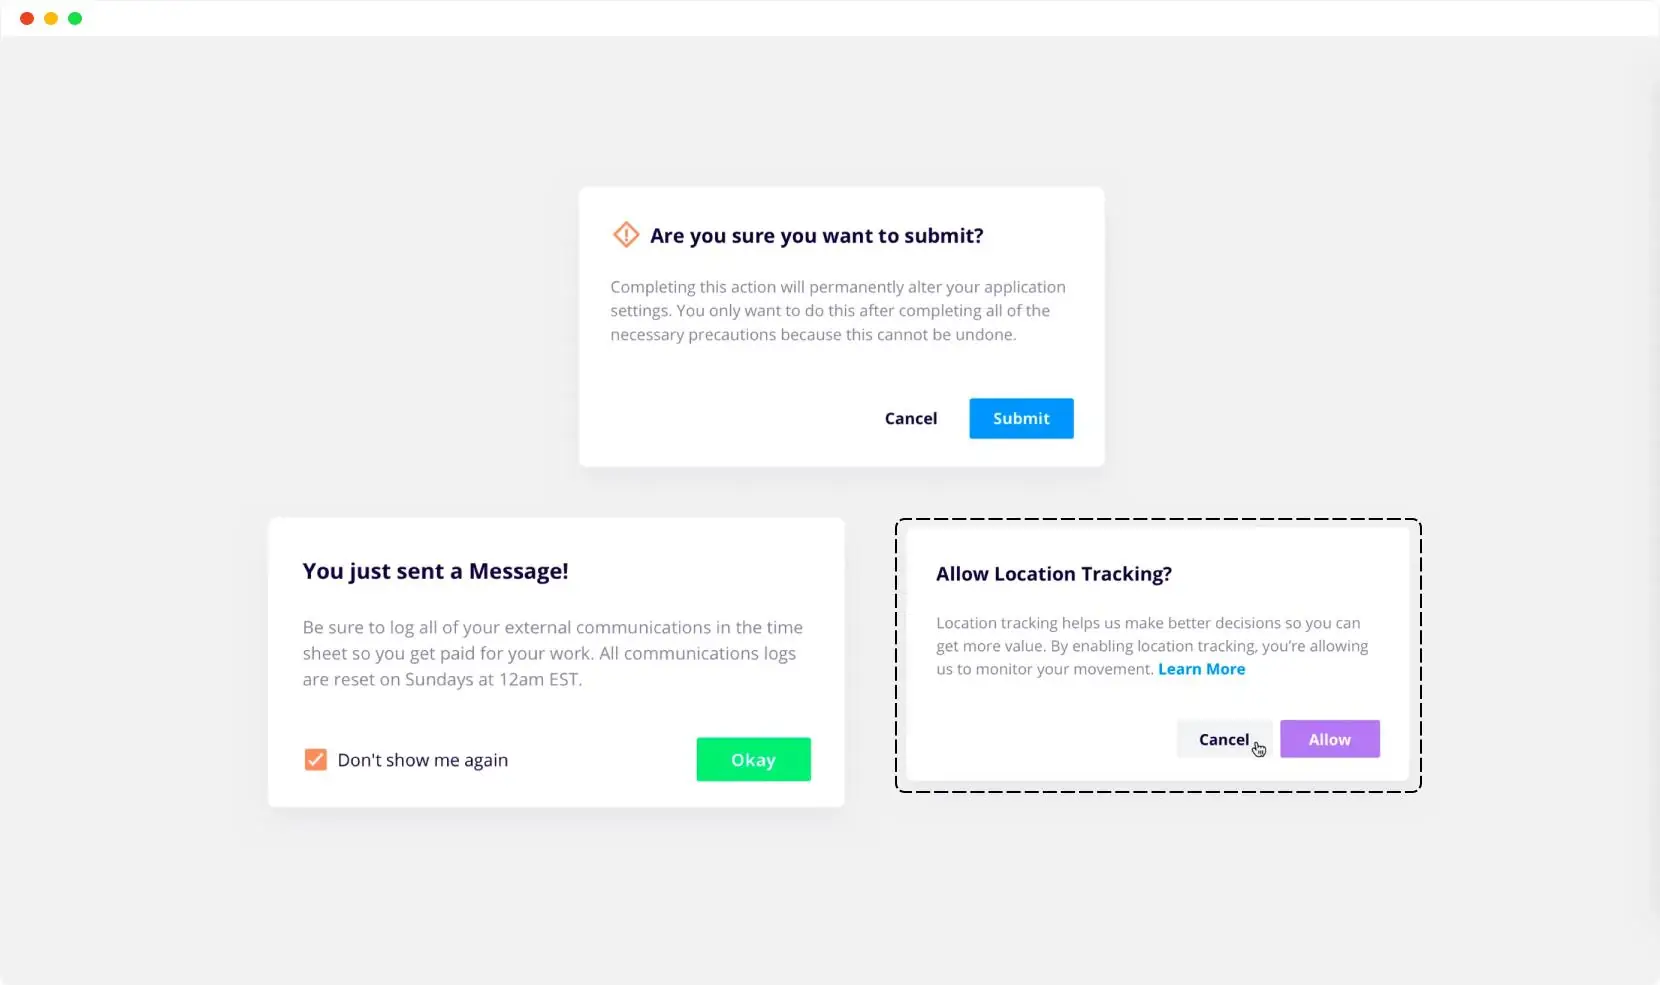 Are you sure you want to submit?
Completing this action will permanently alter your application
settings. You only want to do this after completing all of the
necessary precautions because this cannot be undone.
Cancel
Submit
You just sent a Message!
Be sure to log all of your external communications in the time
sheet so you get paid for your work. All communications logs
are reset on Sundays at 12am EST.
Don't show me again
Okay
Allow Location Tracking?
Location tracking helps us make better decisions so you can
get more value. By enabling location tracking, you’re allowing
us to monitor your movement. Learn More
Cancel
Allow